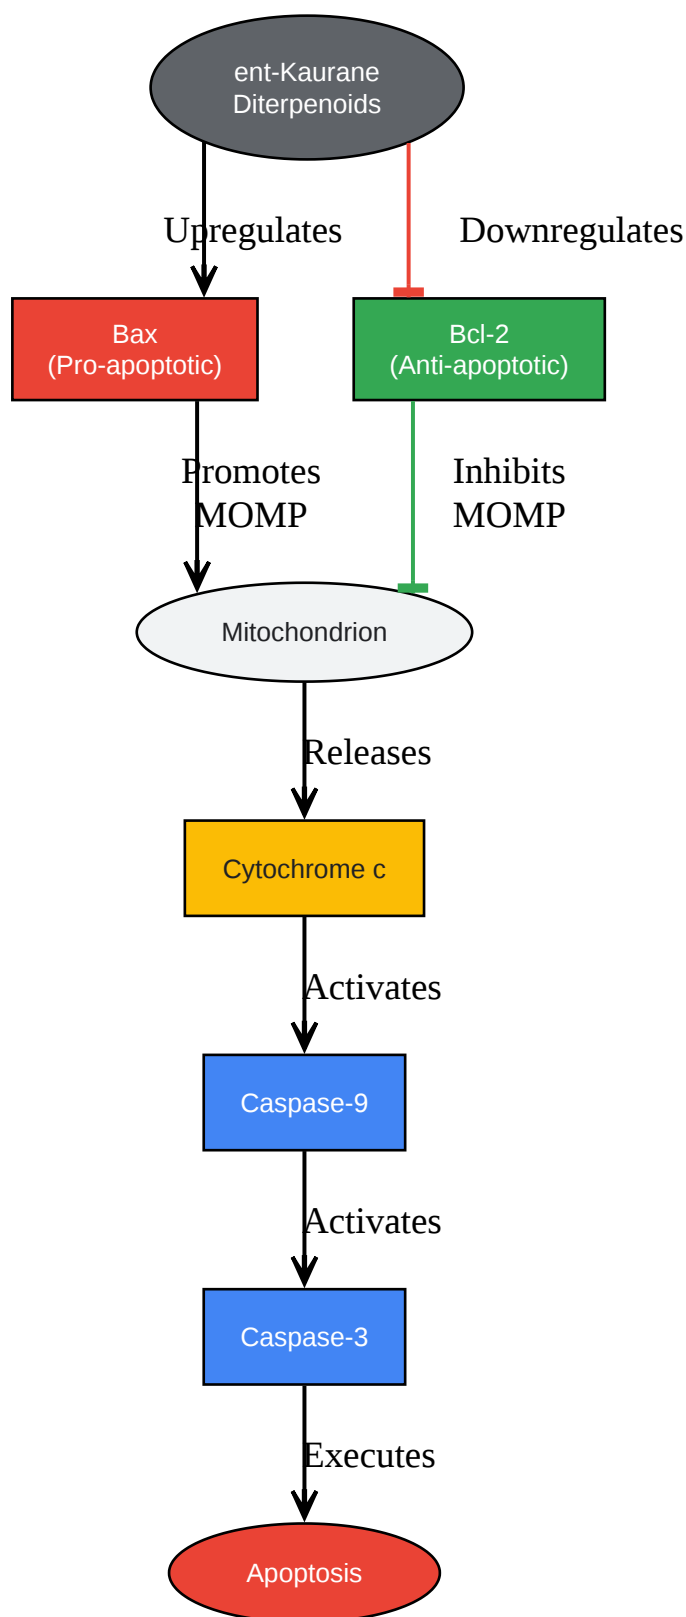 ent-Kaurane
Diterpenoids
Upregulates
Downregulates
Bax
(Pro-apoptotic)
Bcl-2
(Anti-apoptotic)
Promotes
MOMP
Inhibits
MOMP
Mitochondrion
Releases
Cytochrome c
Activates
Caspase-9
Activates
Caspase-3
Executes
Apoptosis